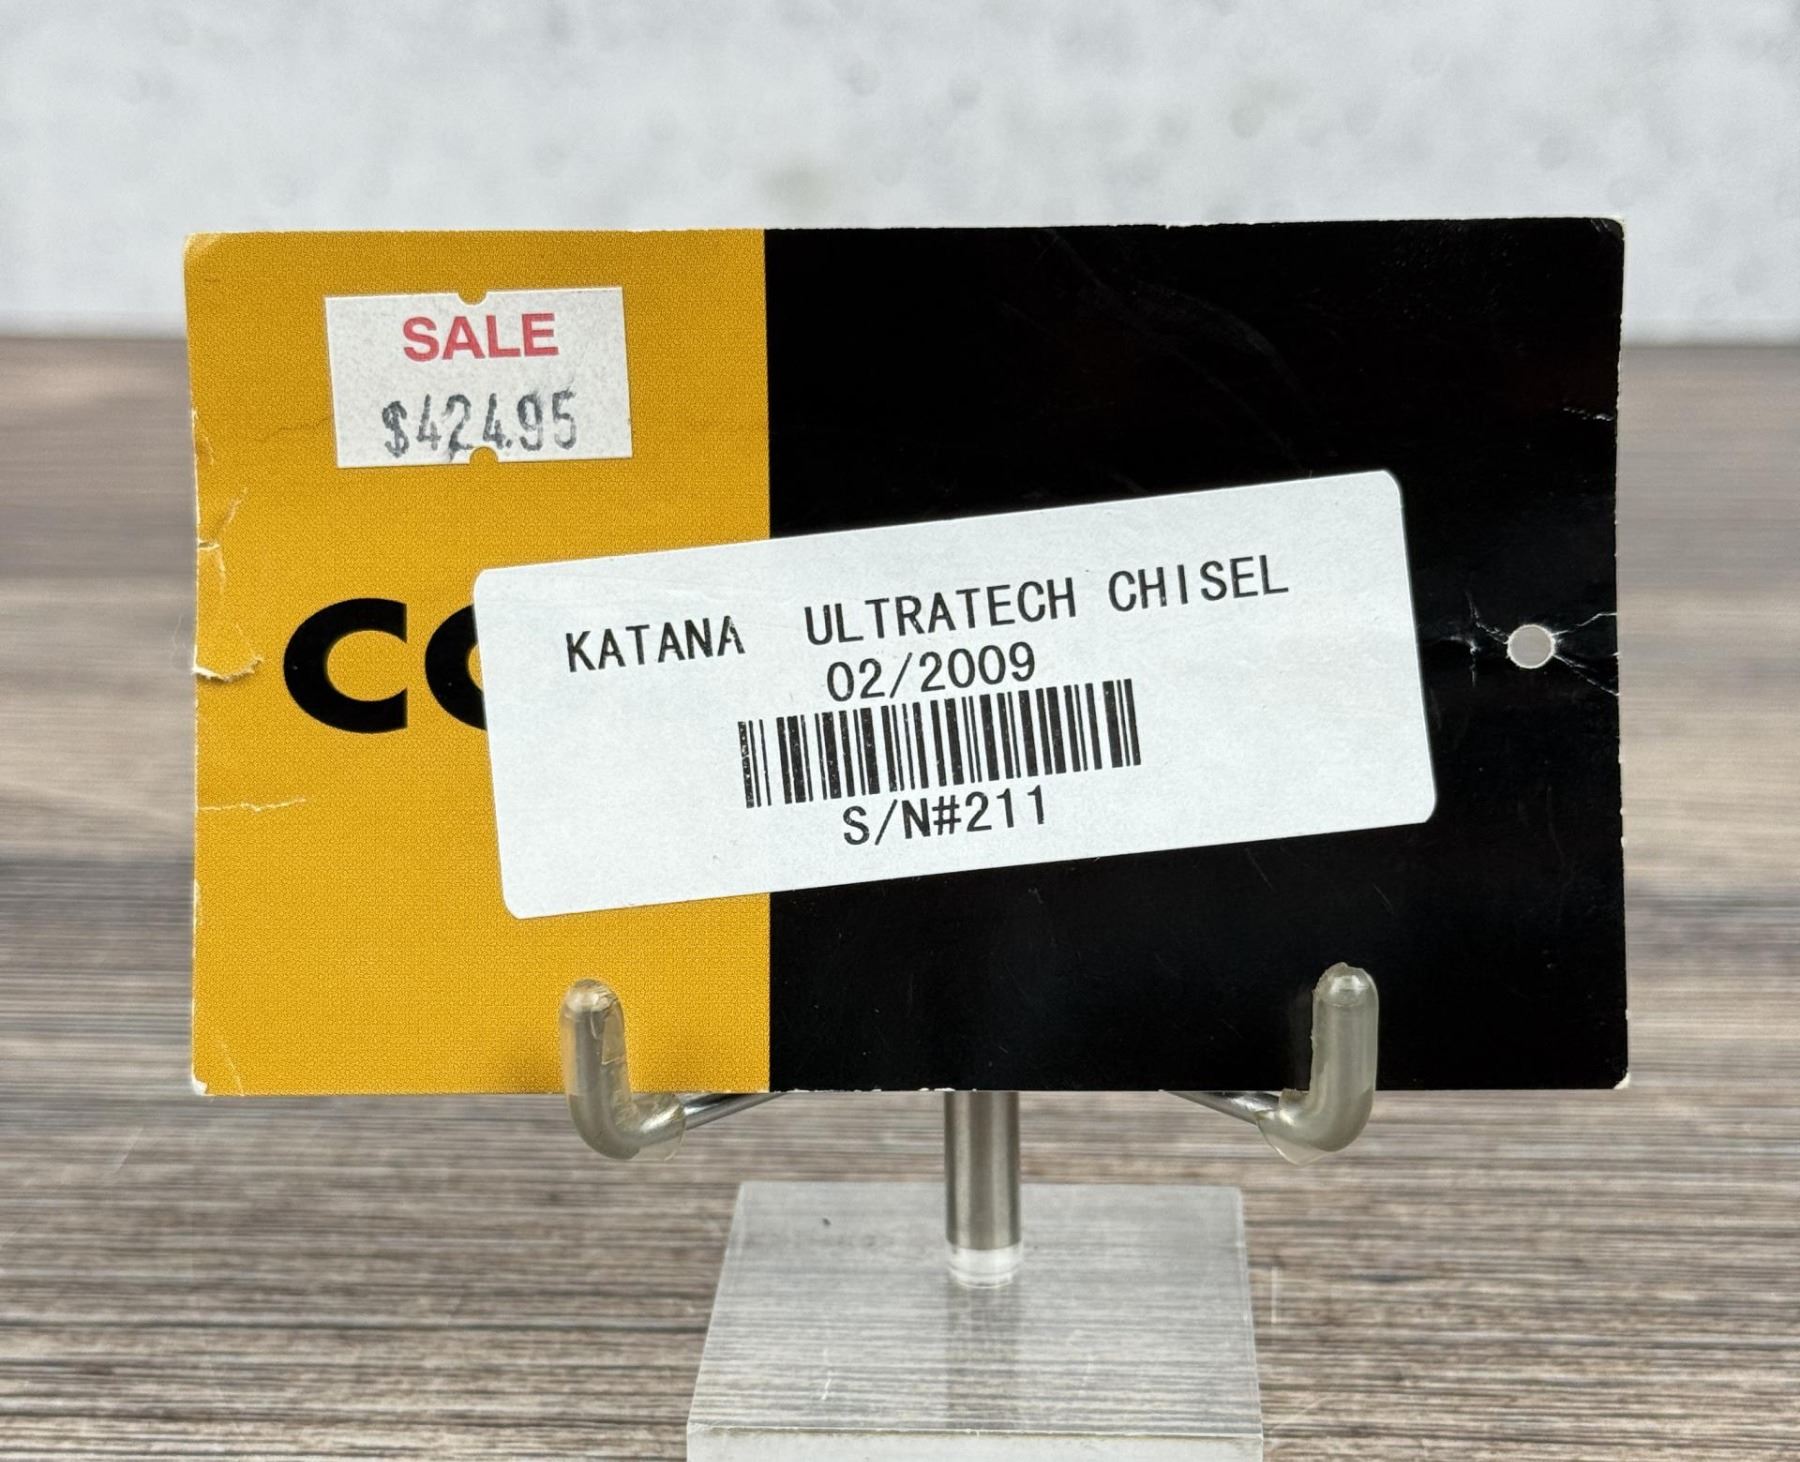 SALE
$424.95
CO
KATANA ULTRATECH CHISEL
02/2009
S/N#211